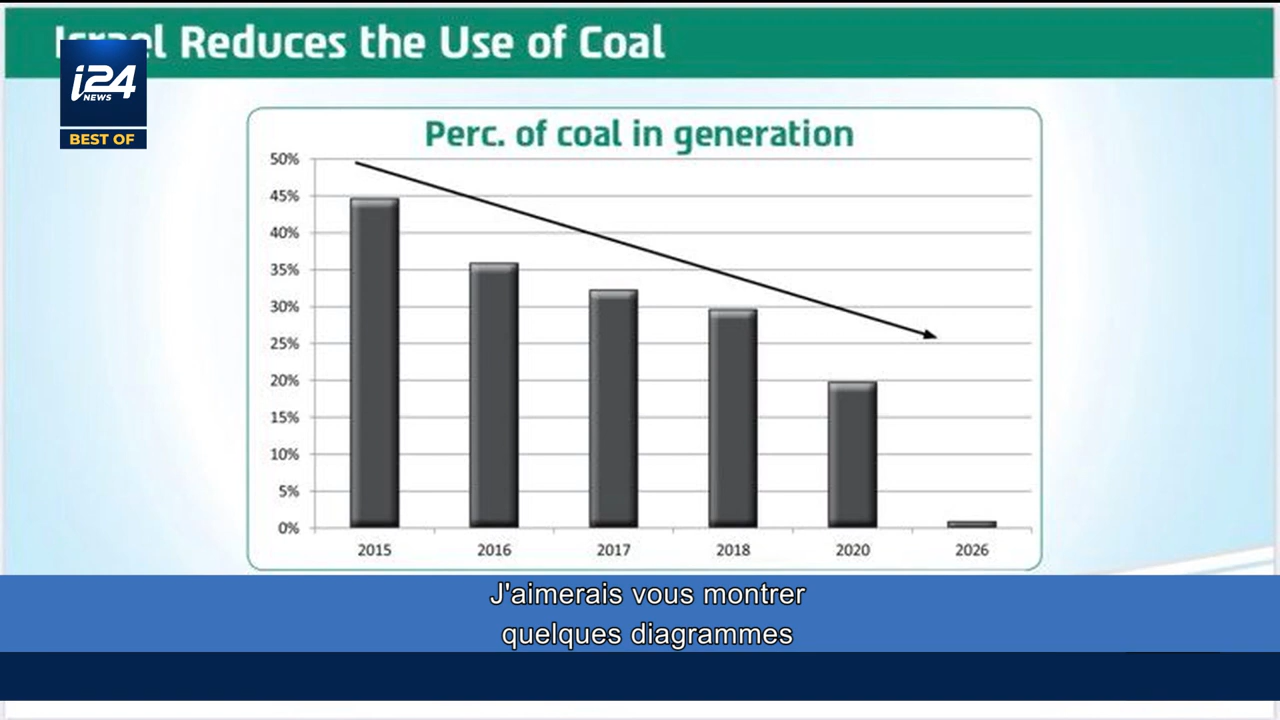 Reduces the Use of Coal
i24
NEWS
BEST OF
Perc. of coal in generation
50%
45%
40%
35%
30%
25%
20%
15%
10%
5%
0%
2015 2016 2017 2018 2020 2026
J'aimerais vous montrer
quelques diagrammes